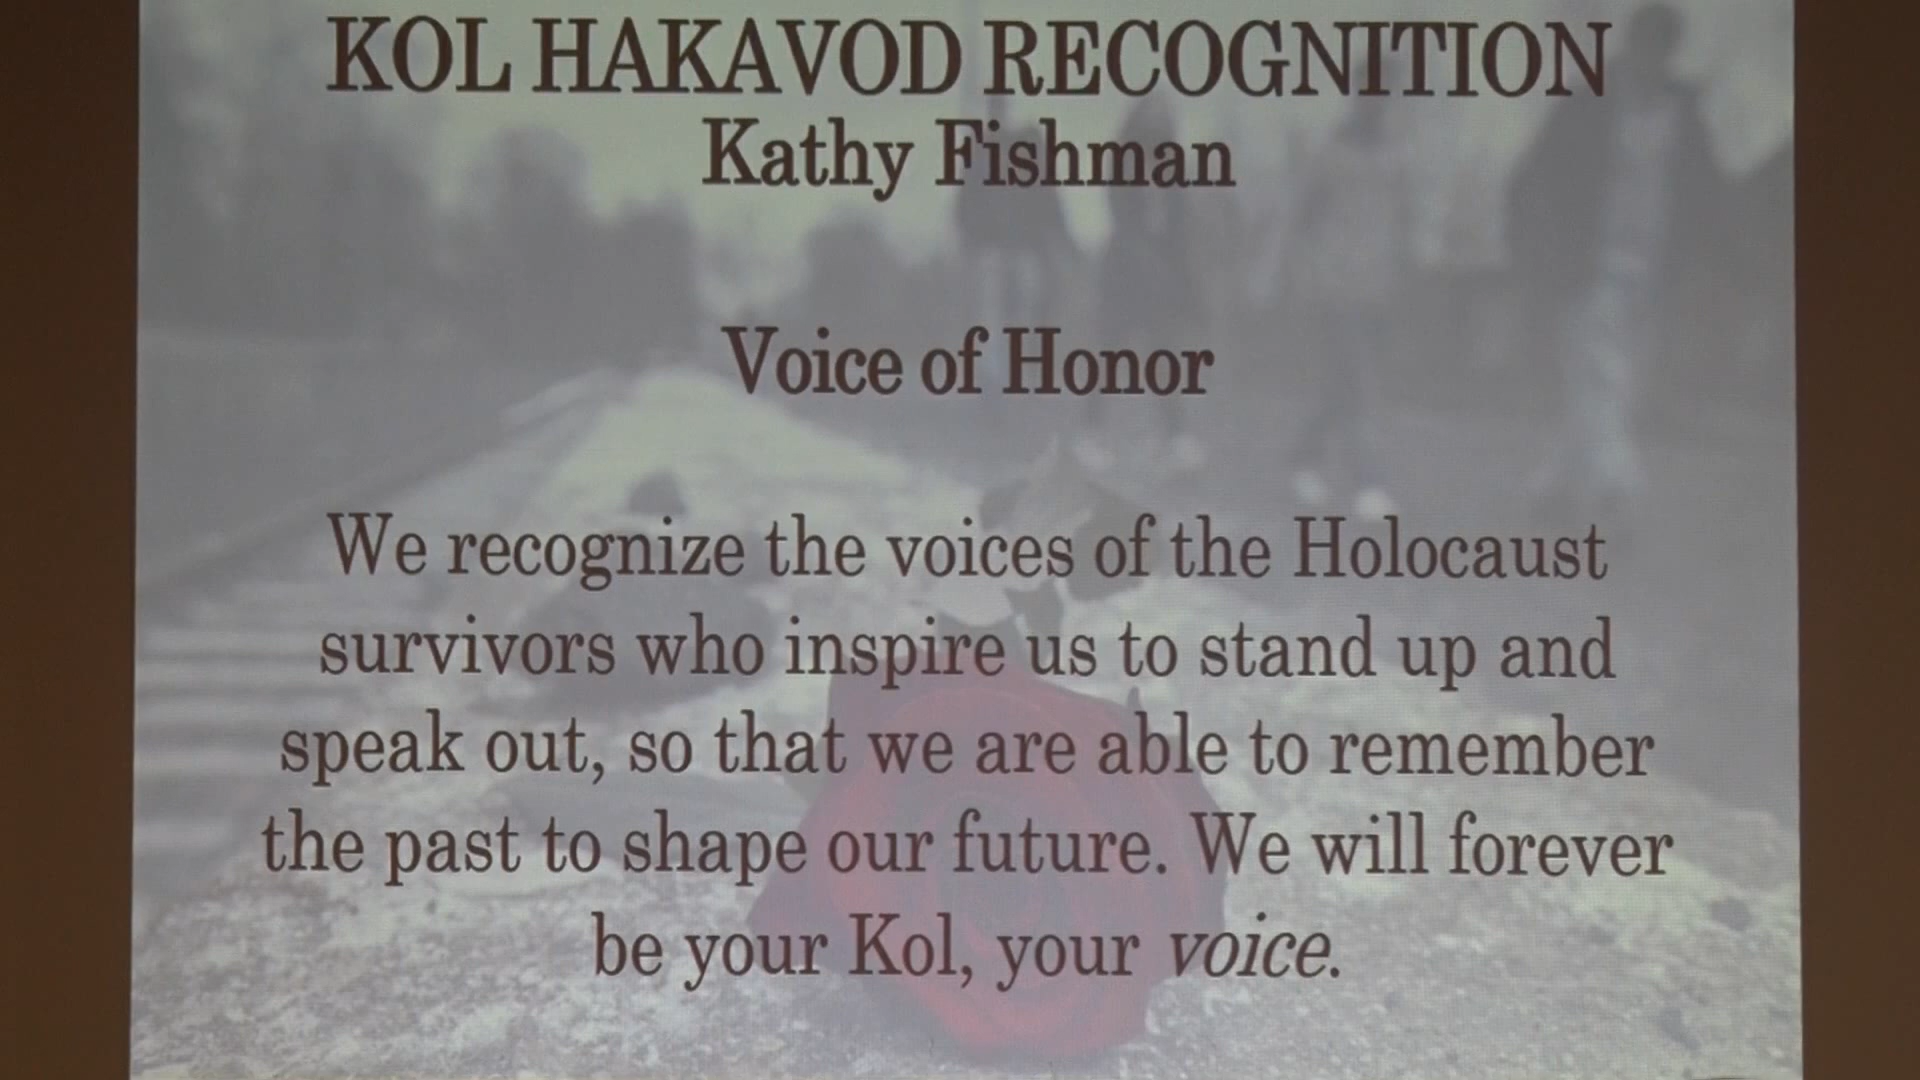 KOL HAKAVOD RECOGNITION
Kathy Fishman
Voice of Honor
We recognize the voices of the Holocaust
survivors who inspire us to stand up and
speak out, so that we are able to remember
the past to shape our future. We will forever
be your Kol, your voice.